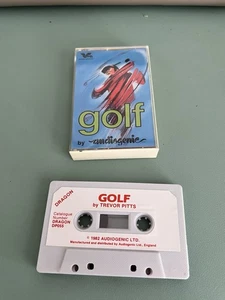 golf
by audiogenic
DRAGON
GOLF
by TREVOR PITTS
Catalogue
Number
DRAGON
DP655
© 1982 AUDIOGENIC LTD.
Manufactured and distributed by Audiogenic Ltd., England